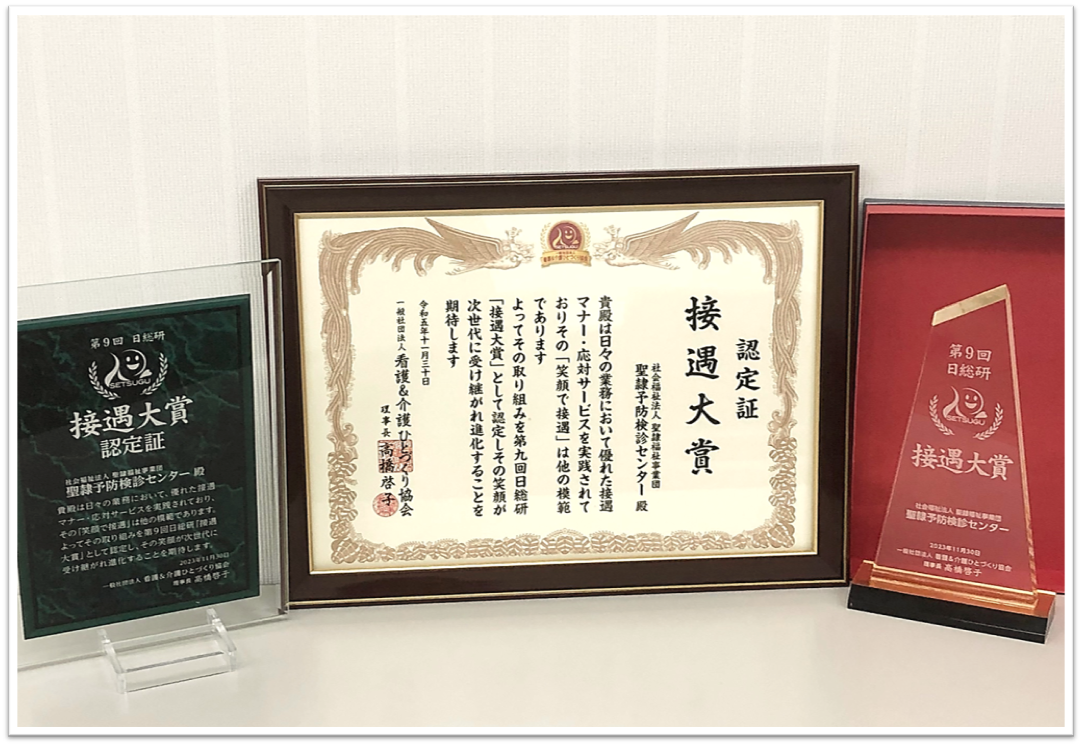 第9回 日総研
SETSUGU
接遇大賞
認定証
社会福祉法人 聖隷福祉事業団
聖隷予防検診センター 殿
貴殿は日々の業務において、優れた接遇
マナー・応対サービスを実践されており、
その「笑顔で接遇」は他の模範であります。
よってその取り組みを第9回日総研「接遇
大賞」として認定し、その笑顔が次世代に
受け継がれ進化することを期待します。
2023年11月30日
一般社団法人 看護&介護ひとづくり協会
理事長 高橋啓子
認定証
接遇大賞
社会福祉法人 聖隷福祉事業団
聖隷予防検診センター 殿
貴殿は日々の業務において優れた接遇
マナー・応対サービスを実践されて
おりその「笑顔で接遇」は他の模範
であります
よってその取り組みを第九回日総研
「接遇大賞」として認定しその笑顔が
次世代に受け継がれ進化することを
期待します
令和五年十一月三十日
一般社団法人 看護&介護ひとづくり協会
理事長 高橋啓子
第9回
日総研
SETSUGU
接遇大賞
社会福祉法人 聖隷福祉事業団
聖隷予防検診センター
2023年11月30日
一般社団法人 看護&介護ひとづくり協会
理事長 高橋啓子